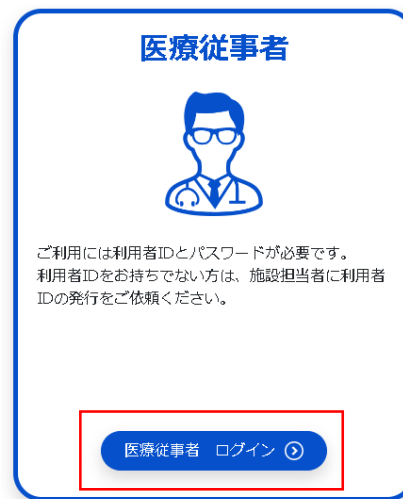 医療従事者
ご利用には利用者IDとパスワードが必要です。
利用者IDをお持ちでない方は、施設担当者に利用者
IDの発行をご依頼ください。
医療従事者　ログイン